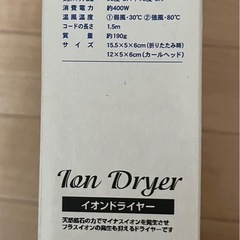 消費電力 約400W
温風温度 ①弱風・30℃ ②強風・80℃
コードの長さ 1.5m
質量 約190g
サイズ 15.5×5×6cm(折りたたみ時)
12×5×6cm(カールヘッド)
Ion Dryer
イオンドライヤー
天然鉱石の力でマイナスイオンを発生させ
プラスイオンの発生も抑えるドライヤーです